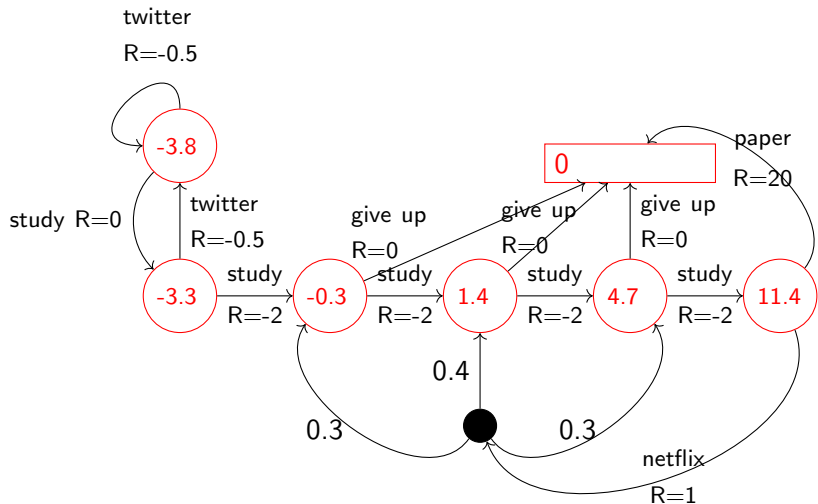 twitter
R=-0.5
-3.8
0
paper
R=20
study R=0
twitter
R=-0.5
give up
R=0
give up
R=0
give up
R=0
study
R=-2
study
R=-2
study
R=-2
study
R=-2
-3.3
-0.3
1.4
4.7
11.4
0.4
0.3
0.3
netflix
R=1